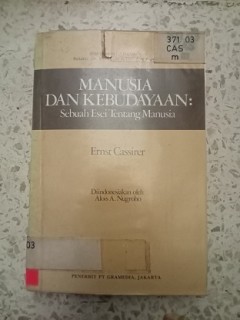 371 03
CAS
m
MANUSIA
DAN KEBUDAYAAN:
Sebuah Esei Tentang Manusia
Ernst Cassirer
Diindonesiakan oleh
Alois A. Nugroho
03
PENERBIT PT GRAMEDIA, JAKARTA